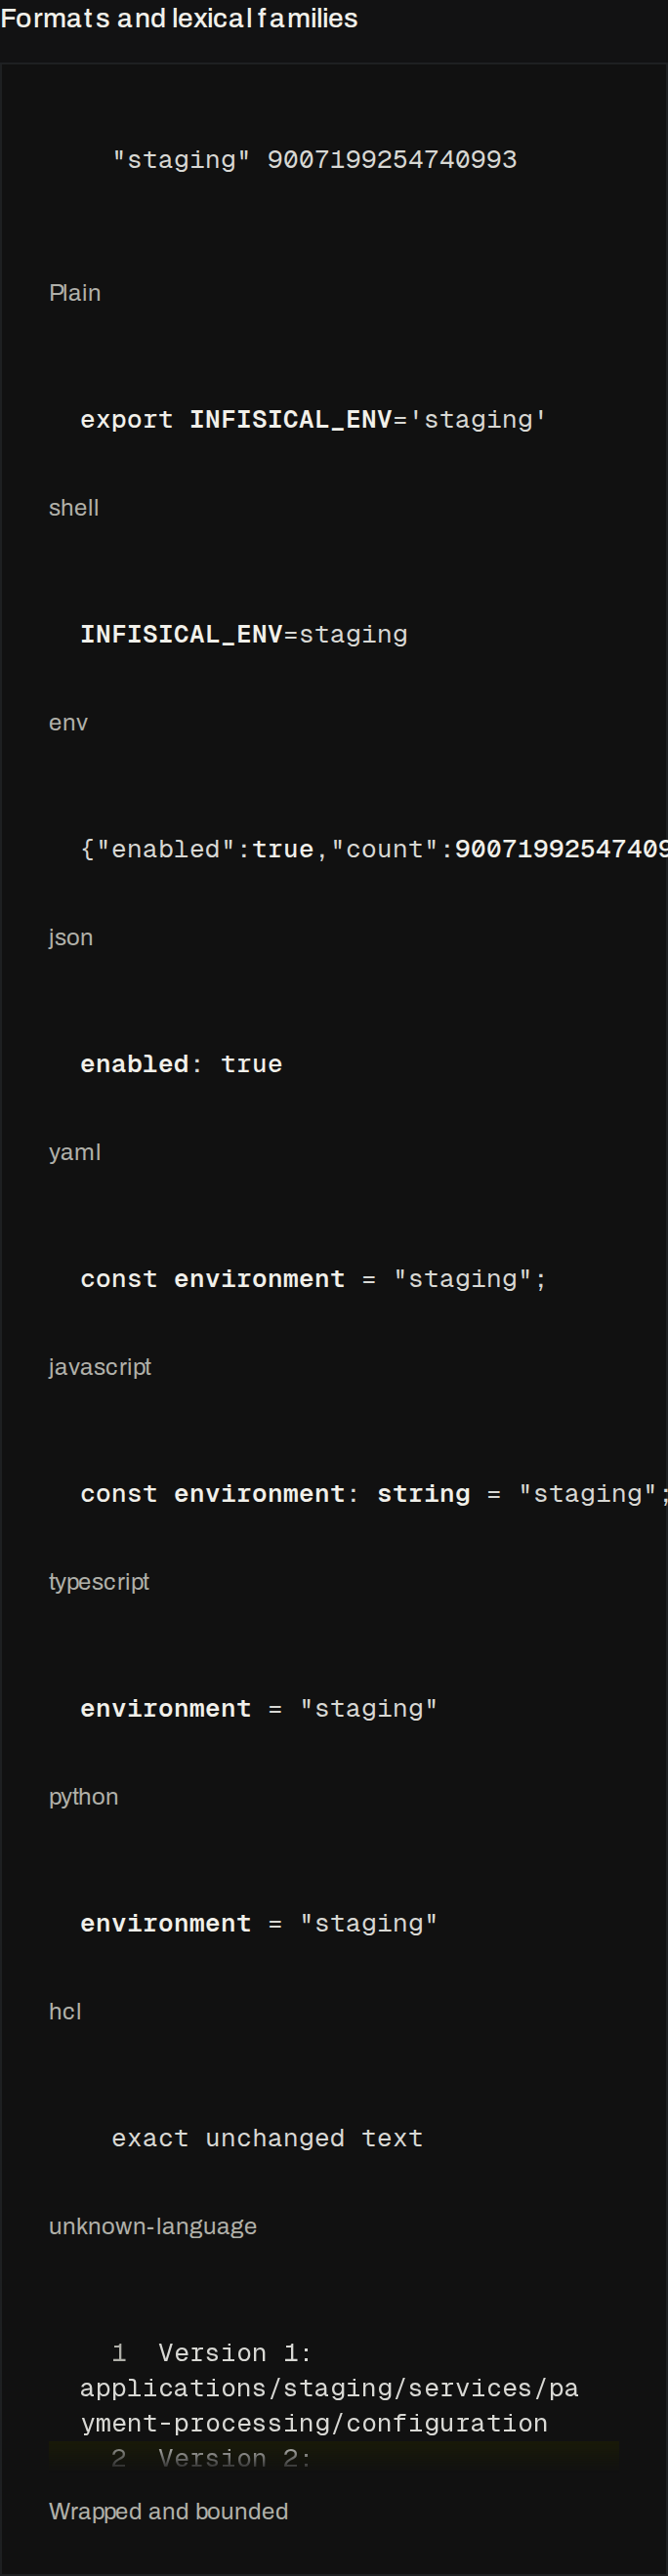 Formats and lexical families
"staging" 9007199254740993
Plain
export INFISICAL_ENV='staging'
shell
INFISICAL_ENV=staging
env
{"enabled":true,"count":90071992547409
json
enabled: true
yaml
const environment = "staging";
javascript
const environment: string = "staging";
typescript
environment = "staging"
python
environment = "staging"
hcl
exact unchanged text
unknown-language
1 Version 1:
applications/staging/services/pa
yment-processing/configuration
2 Version 2:
Wrapped and bounded